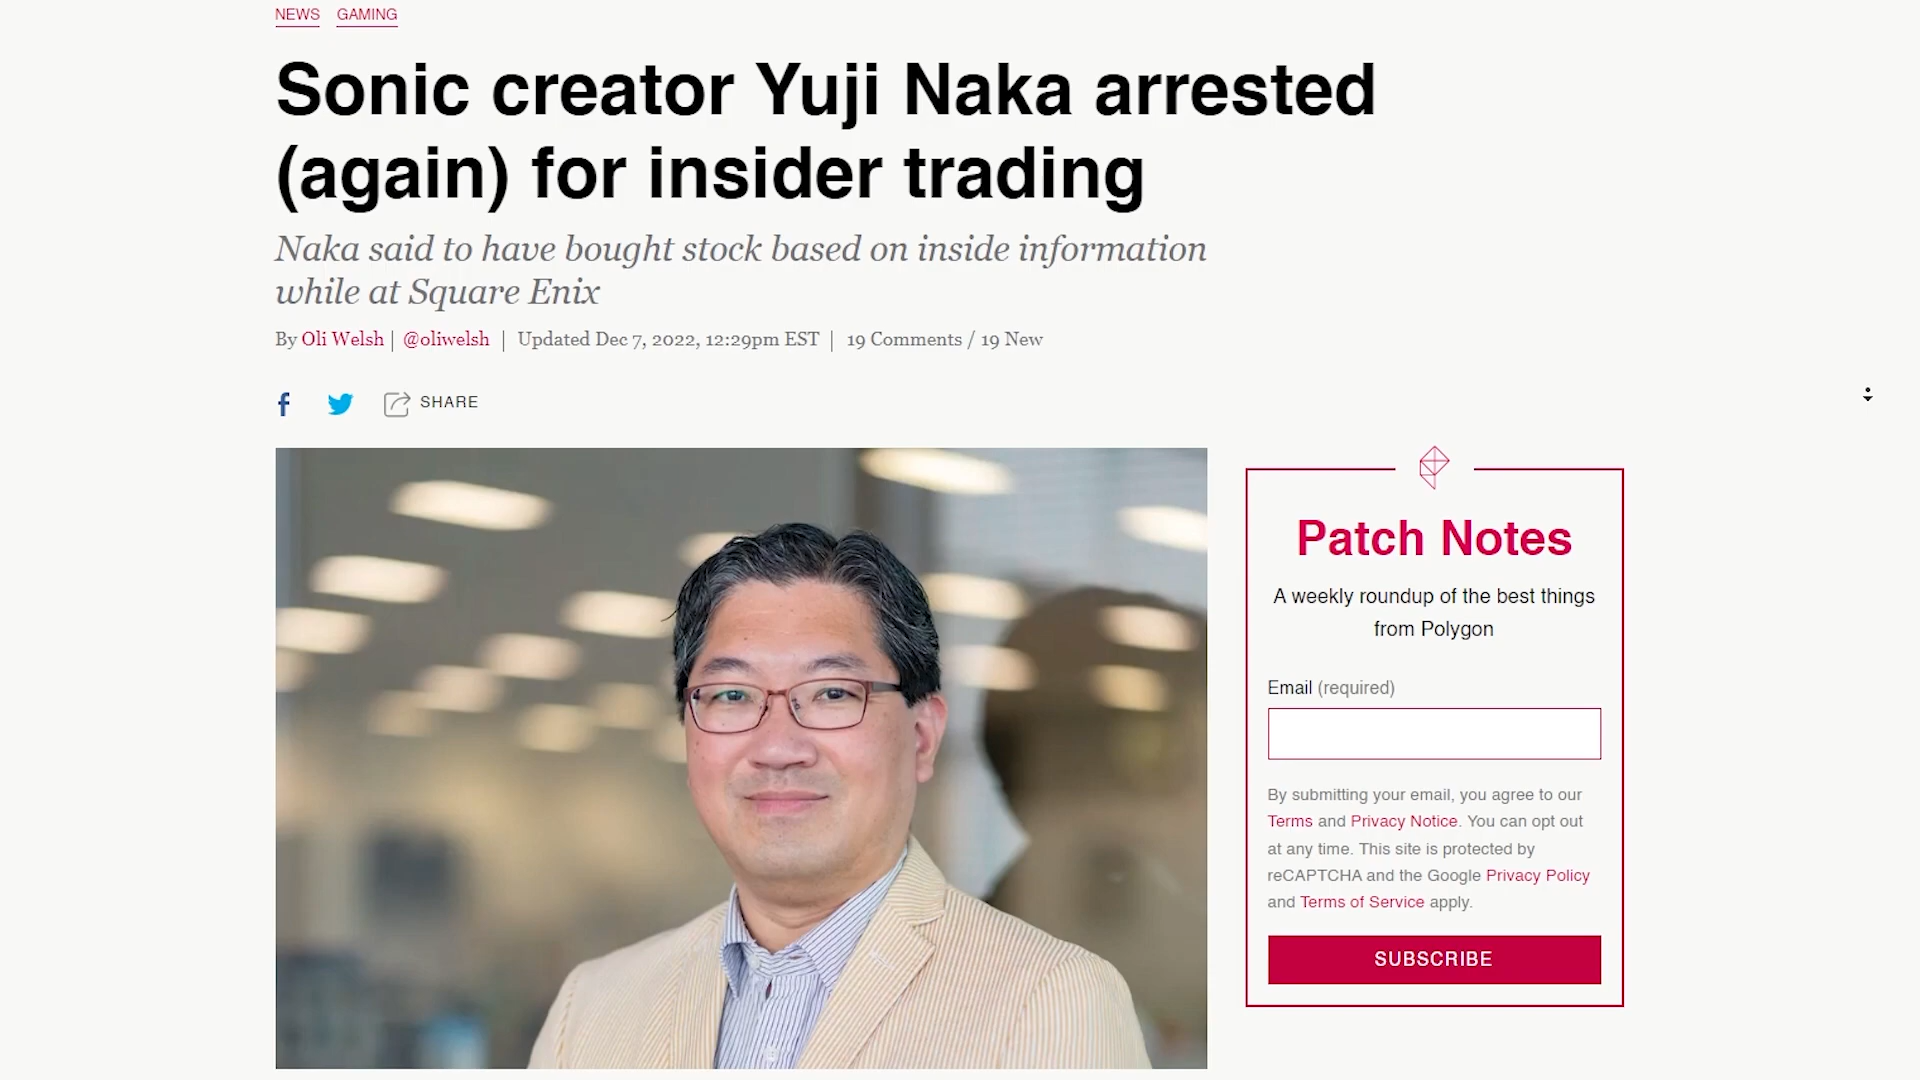 NEWS GAMING
Sonic creator Yuji Naka arrested
(again) for insider trading
Naka said to have bought stock based on inside information
while at Square Enix
By Oli Welsh | @oliwelsh | Updated Dec 7, 2022, 12:29pm EST | 19 Comments / 19 New
SHARE
Patch Notes
A weekly roundup of the best things
from Polygon
Email (required)
By submitting your email, you agree to our
Terms and Privacy Notice. You can opt out
at any time. This site is protected by
reCAPTCHA and the Google Privacy Policy
and Terms of Service apply.
SUBSCRIBE